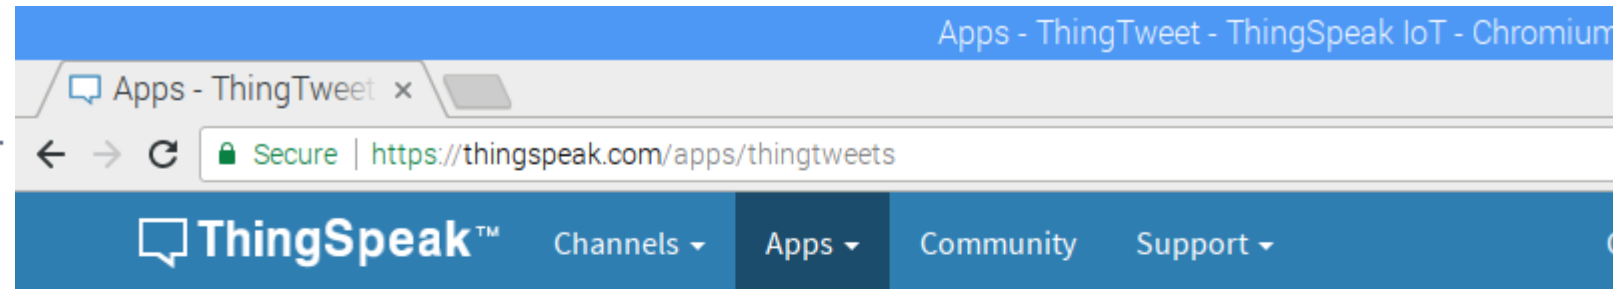 Apps - ThingTweet - ThingSpeak IoT - Chromium
Apps - ThingTweet ×
Secure | https://thingspeak.com/apps/thingtweets
ThingSpeak™ Channels Apps Community Support